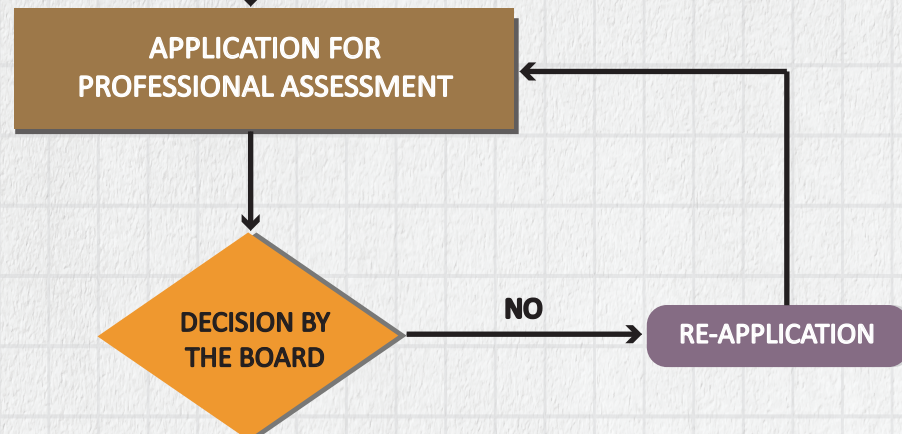 APPLICATION FOR
PROFESSIONAL ASSESSMENT
DECISION BY
THE BOARD
NO
RE-APPLICATION